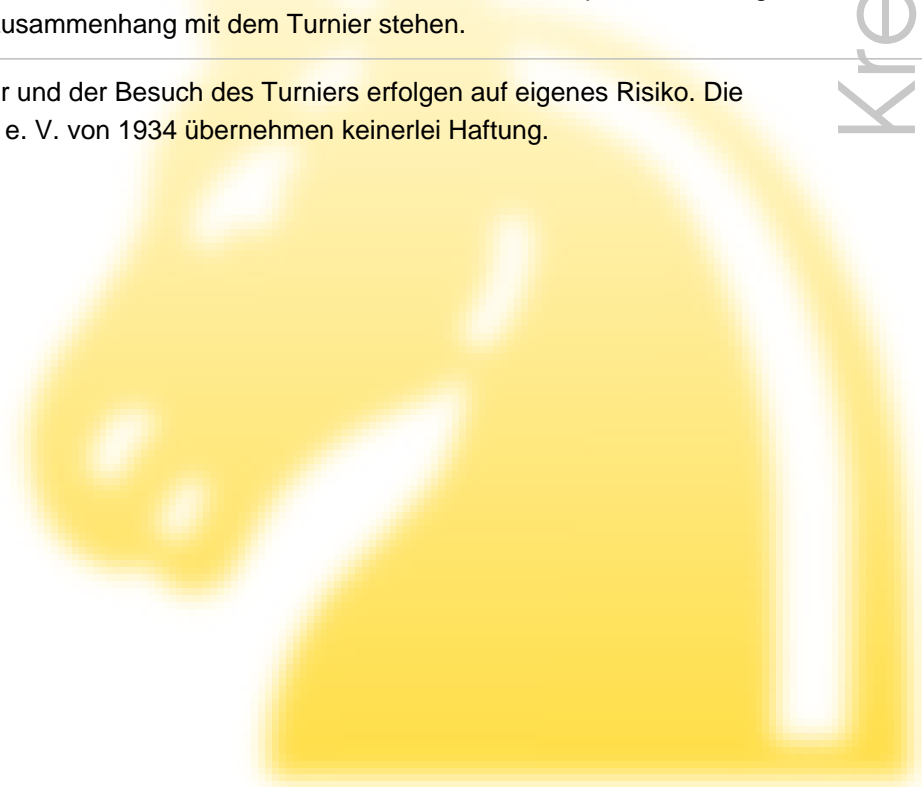 zusammenhang mit dem Turnier stehen.
r und der Besuch des Turniers erfolgen auf eigenes Risiko. Die
e. V. von 1934 übernehmen keinerlei Haftung.
Kre